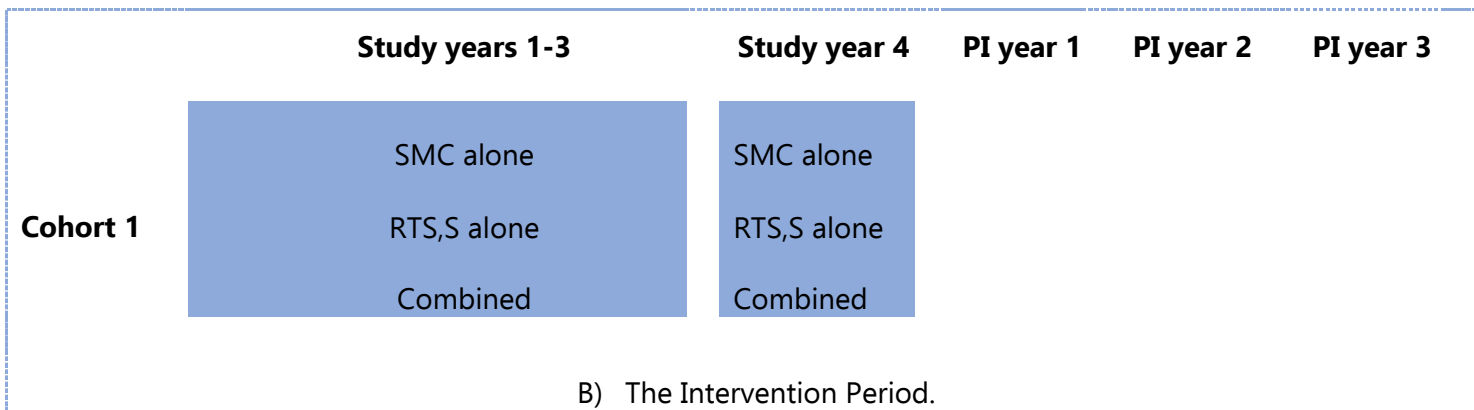 Study years 1-3 Study year 4 PI year 1 PI year 2 PI year 3
SMC alone SMC alone
Cohort 1 RTS,S alone RTS,S alone
Combined Combined
B) The Intervention Period.